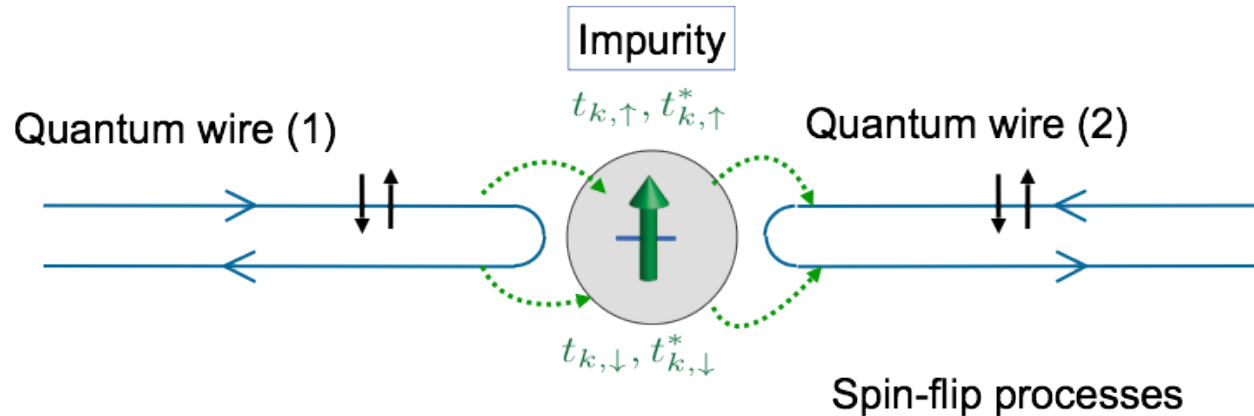 Impurity
t_{k,↑}, t^*_{k,↑}
Quantum wire (1)
Quantum wire (2)
t_{k,↓}, t^*_{k,↓}
Spin-flip processes